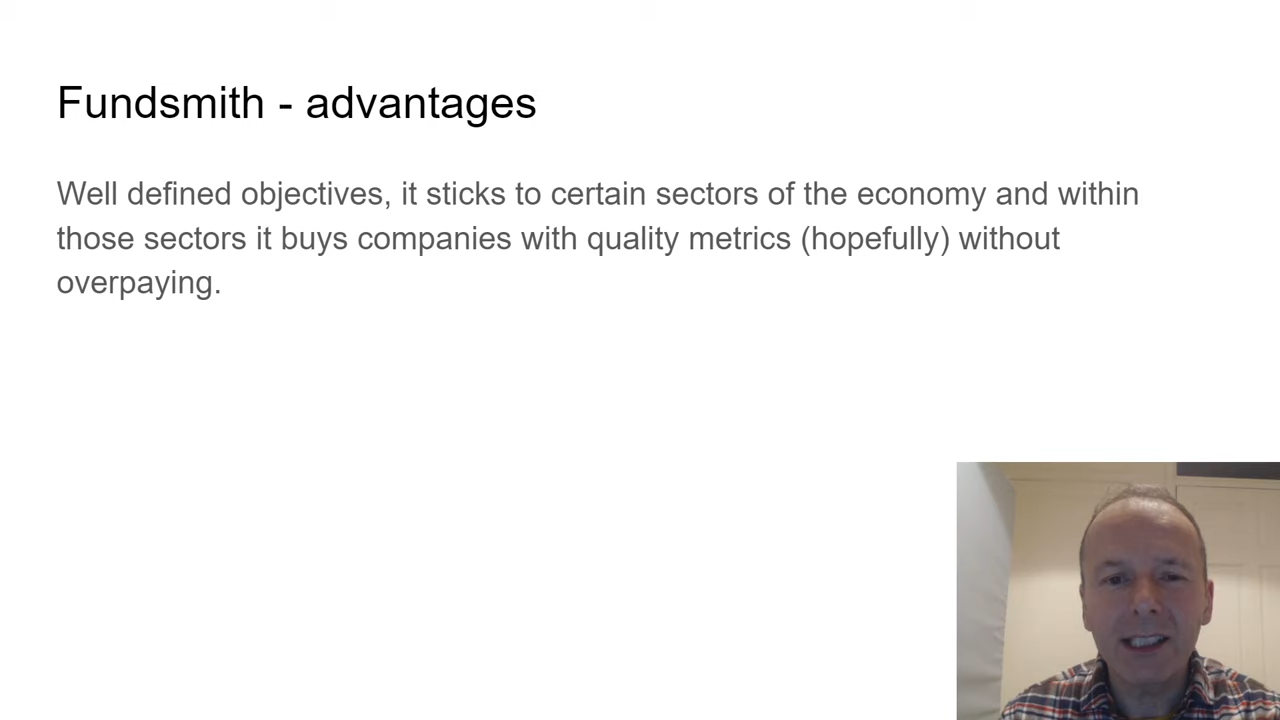 Fundsmith - advantages
Well defined objectives, it sticks to certain sectors of the economy and within
those sectors it buys companies with quality metrics (hopefully) without
overpaying.